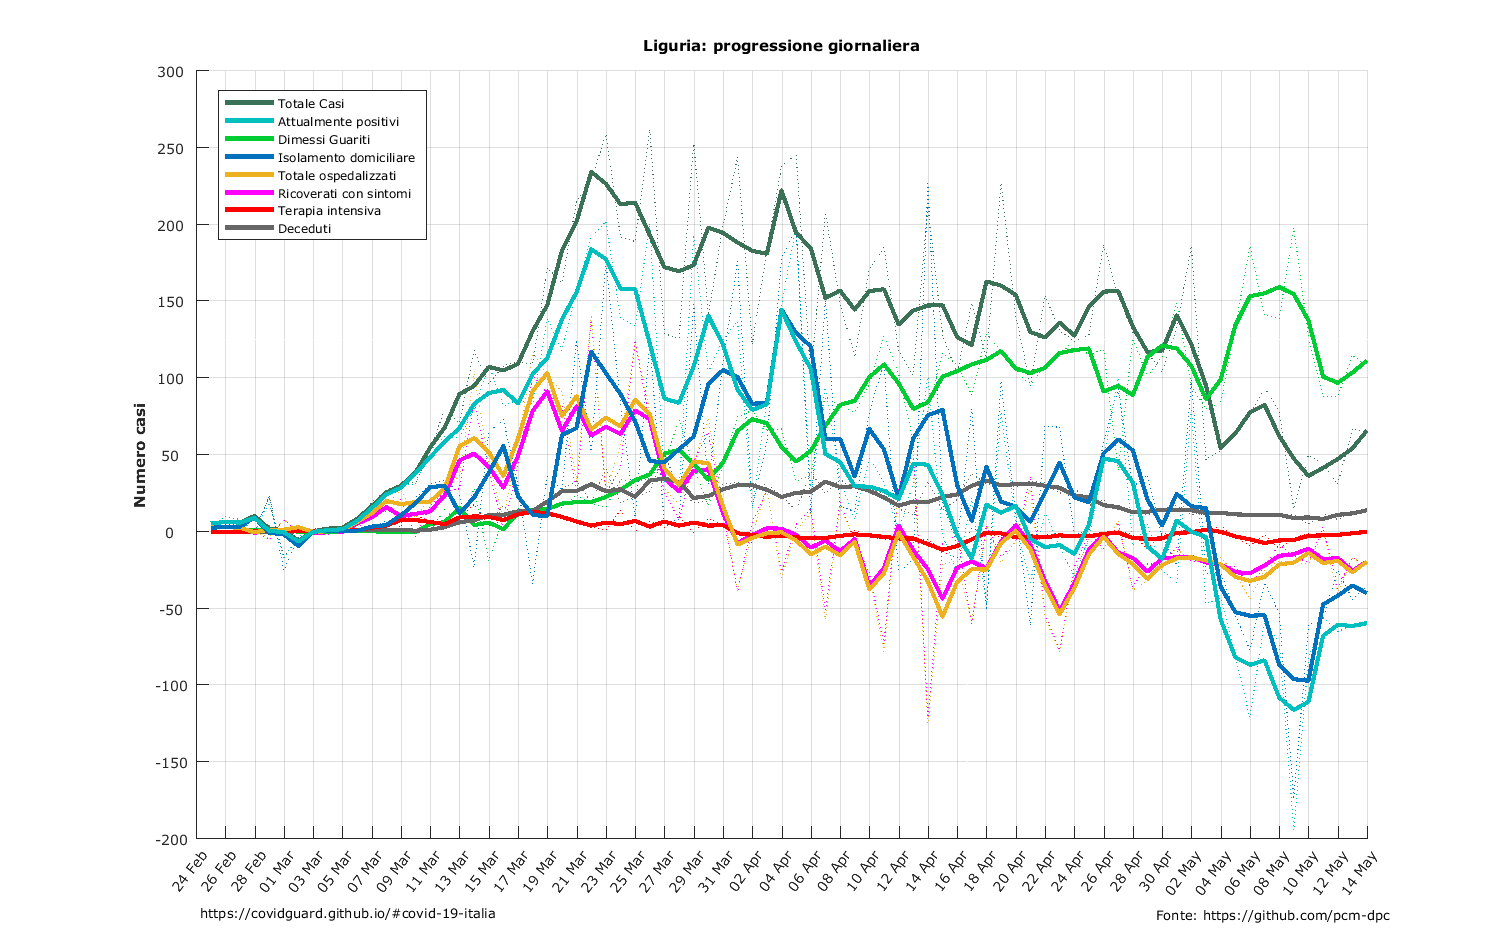 Liguria: progressione giornaliera
300
250
200
150
100
50
0
-50
-100
-150
-200
Numero casi
Totale Casi
Attualmente positivi
Dimessi Guariti
Isolamento domiciliare
Totale ospedalizzati
Ricoverati con sintomi
Terapia intensiva
Deceduti
24 Feb
26 Feb
28 Feb
01 Mar
03 Mar
05 Mar
07 Mar
09 Mar
11 Mar
13 Mar
15 Mar
17 Mar
19 Mar
21 Mar
23 Mar
25 Mar
27 Mar
29 Mar
31 Mar
02 Apr
04 Apr
06 Apr
08 Apr
10 Apr
12 Apr
14 Apr
16 Apr
18 Apr
20 Apr
22 Apr
24 Apr
26 Apr
28 Apr
30 Apr
02 May
04 May
06 May
08 May
10 May
12 May
14 May
https://covidguard.github.io/#covid-19-italia
Fonte: https://github.com/pcm-dpc